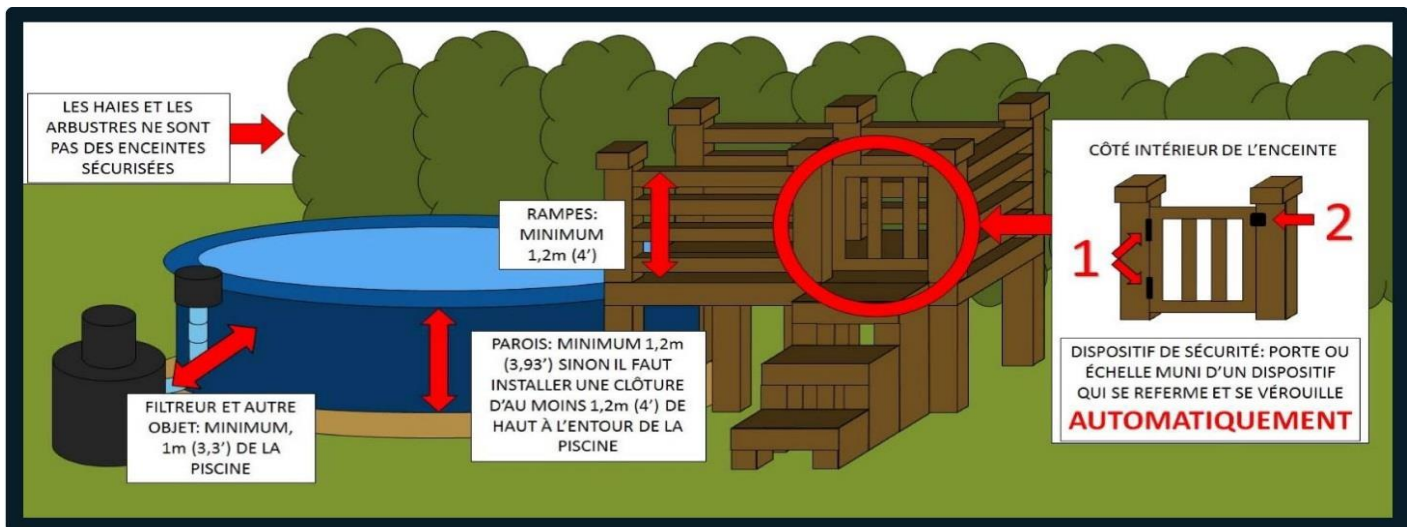 LES HAIES ET LES
ARBUSTRES NE SONT
PAS DES ENCEINTES
SÉCURISÉES
RAMPES:
MINIMUM
1,2m (4')
FILTREUR ET AUTRE
OBJET: MINIMUM,
1m (3,3') DE LA
PISCINE
PAROIS: MINIMUM 1,2m
(3,93') SINON IL FAUT
INSTALLER UNE CLÔTURE
D'AU MOINS 1,2m (4') DE
HAUT À L'ENTOUR DE LA
PISCINE
CÔTÉ INTÉRIEUR DE L'ENCEINTE
1
2
DISPOSITIF DE SÉCURITÉ: PORTE OU
ÉCHELLE MUNI D'UN DISPOSITIF
QUI SE REFERME ET SE VÉROUILLE
AUTOMATIQUEMENT